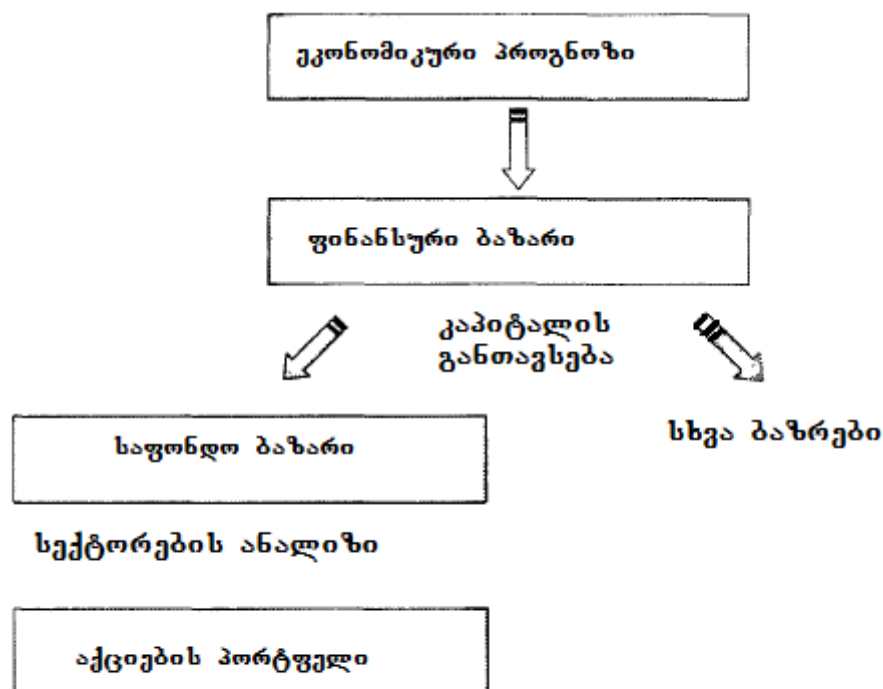 ეკონომიკური პროგნოზი
ფინანსური ბაზარი
კაპიტალის
განთავსება
საფონდო ბაზარი
სხვა ბაზრები
სექტორების ანალიზი
აქციების პორტფელი